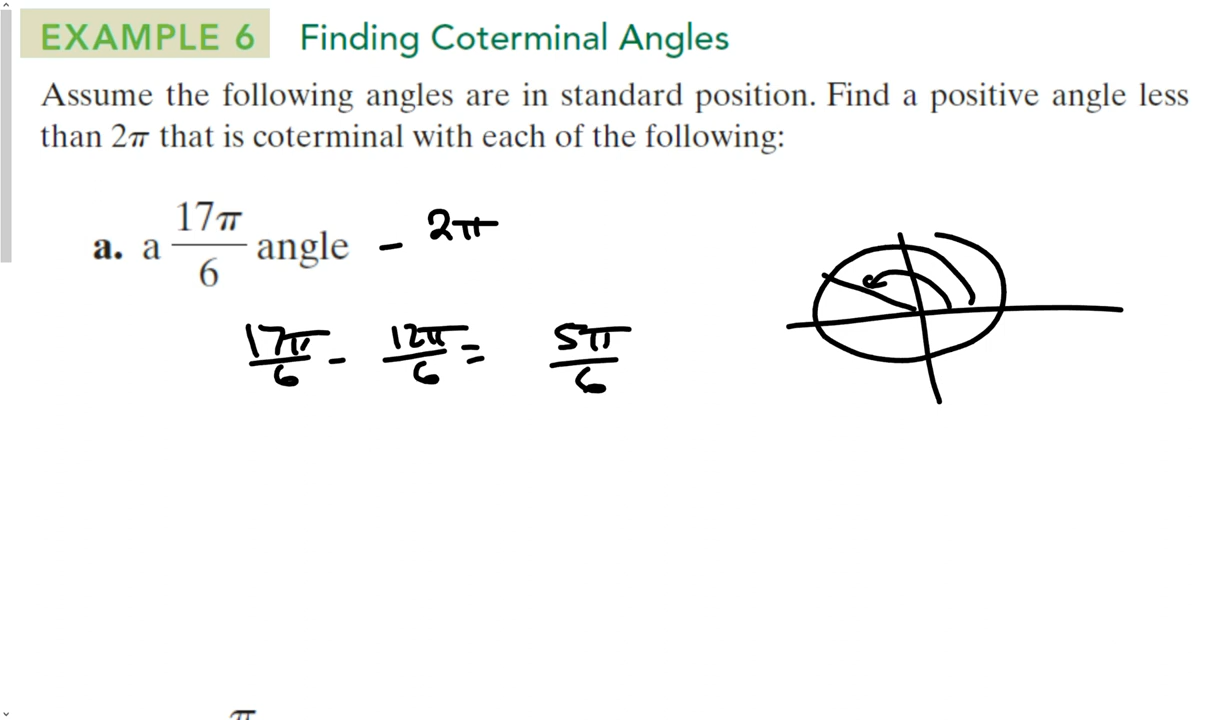 EXAMPLE 6 Finding Coterminal Angles
Assume the following angles are in standard position. Find a positive angle less
than 2π that is coterminal with each of the following:
a. a 17π/6 angle - 2π
17π/6 - 12π/6 = 5π/6
π